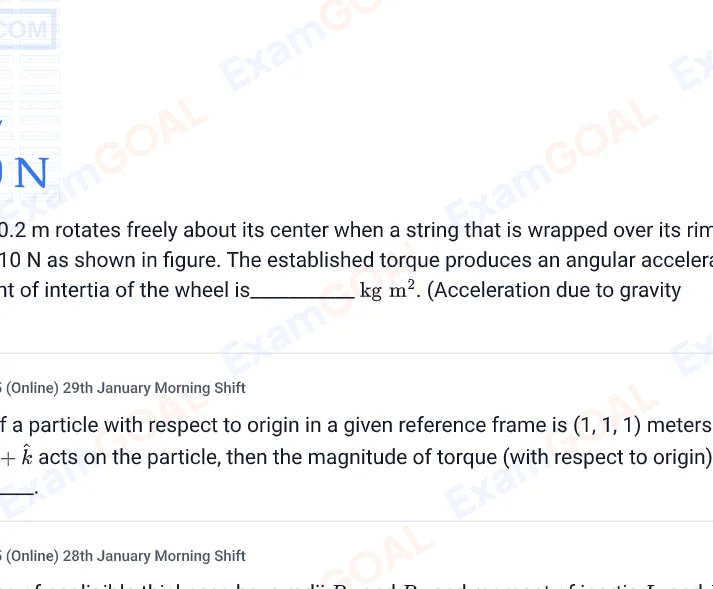 COM
ExamGOAL
N
0.2 m rotates freely about its center when a string that is wrapped over its rim
10 N as shown in figure. The established torque produces an angular accelera
nt of intertia of the wheel is__________ kg m². (Acceleration due to gravity
5 (Online) 29th January Morning Shift
f a particle with respect to origin in a given reference frame is (1, 1, 1) meters
+ k̂ acts on the particle, then the magnitude of torque (with respect to origin)
____.
5 (Online) 28th January Morning Shift